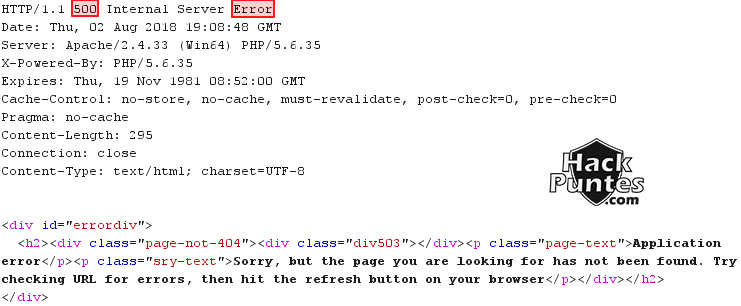 HTTP/1.1 500 Internal Server Error
Date: Thu, 02 Aug 2018 19:08:48 GMT
Server: Apache/2.4.33 (Win64) PHP/5.6.35
X-Powered-By: PHP/5.6.35
Expires: Thu, 19 Nov 1981 08:52:00 GMT
Cache-Control: no-store, no-cache, must-revalidate, post-check=0, pre-check=0
Pragma: no-cache
Content-Length: 295
Connection: close
Content-Type: text/html; charset=UTF-8
Hack
Puntes
.com
<div id="errordiv">
<h2><div class="page-not-404"><div class="div503"></div><p class="page-text">Application
error</p><p class="sry-text">Sorry, but the page you are looking for has not been found. Try
checking URL for errors, then hit the refresh button on your browser</p></div></h2>
</div>